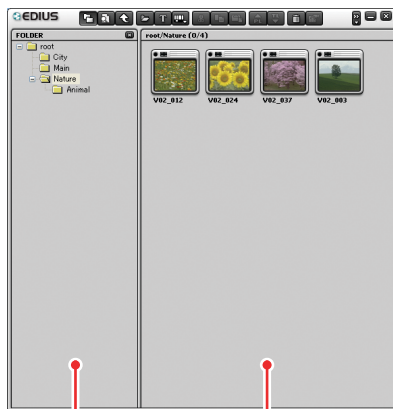 EDIUS
FOLDER
root/Nature (0/4)
root
City
Main
Nature
Animal
V02_012 V02_024 V02_037 V02_003